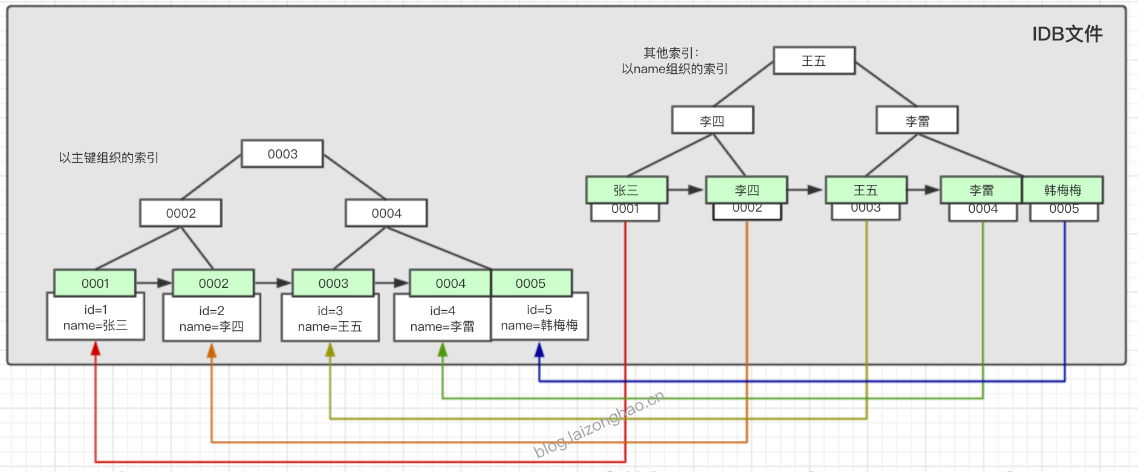 IDB文件
其他索引：
以name组织的索引
王五
李四
李雷
张三
李四
王五
李雷
韩梅梅
0001
0002
0003
0004
0005
以主键组织的索引
0003
0002
0004
0001
0002
0003
0004
0005
id=1
name=张三
id=2
name=李四
id=3
name=王五
id=4
name=李雷
id=5
name=韩梅梅
blog.laizonghao.cn